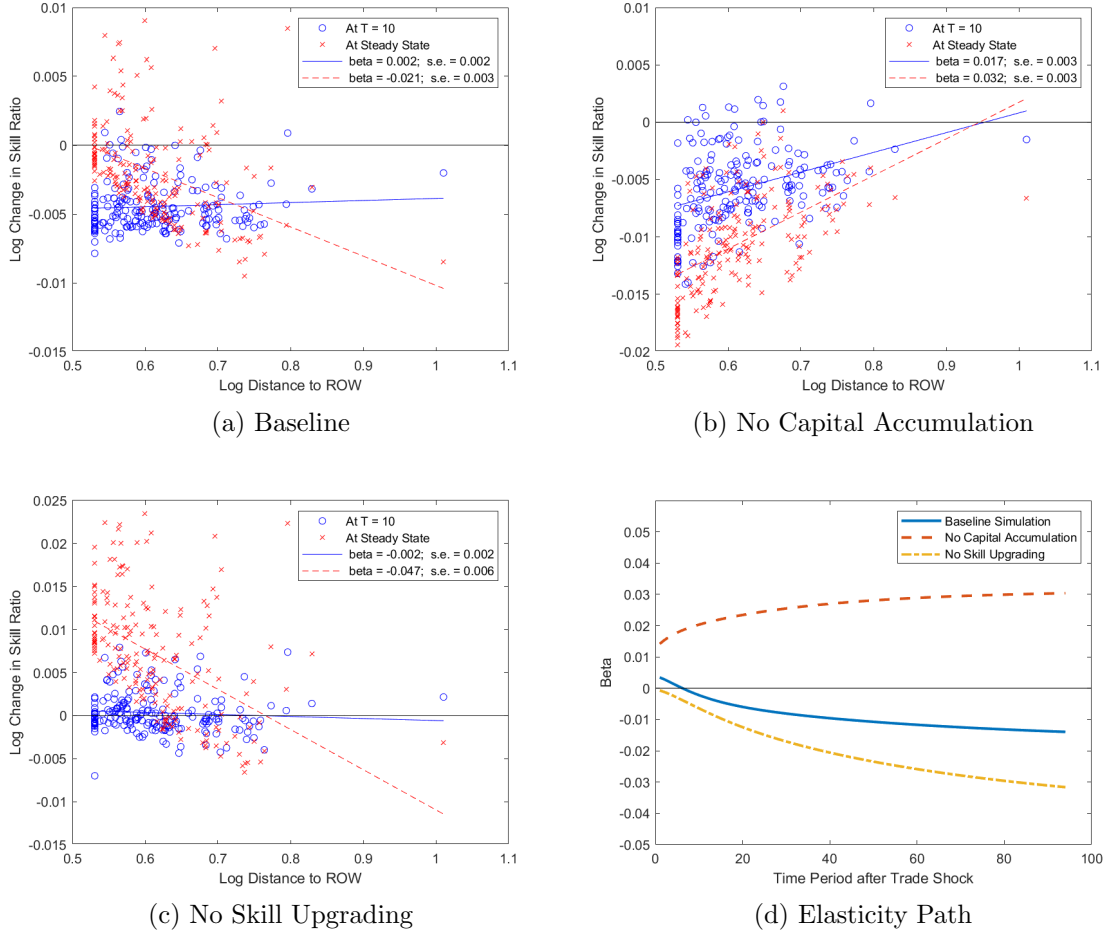 0.01
0.005
0
-0.005
-0.01
-0.015
0.5 0.6 0.7 0.8 0.9 1 1.1
Log Change in Skill Ratio
Log Distance to ROW
At T = 10
At Steady State
beta = 0.002; s.e. = 0.002
beta = -0.021; s.e. = 0.003
(a) Baseline
0.01
0.005
0
-0.005
-0.01
-0.015
-0.02
0.5 0.6 0.7 0.8 0.9 1 1.1
Log Change in Skill Ratio
Log Distance to ROW
At T = 10
At Steady State
beta = 0.017; s.e. = 0.003
beta = 0.032; s.e. = 0.003
(b) No Capital Accumulation
0.025
0.02
0.015
0.01
0.005
0
-0.005
-0.01
-0.015
0.5 0.6 0.7 0.8 0.9 1 1.1
Log Change in Skill Ratio
Log Distance to ROW
At T = 10
At Steady State
beta = -0.002; s.e. = 0.002
beta = -0.047; s.e. = 0.006
(c) No Skill Upgrading
0.05
0.04
0.03
0.02
0.01
0
-0.01
-0.02
-0.03
-0.04
-0.05
0 20 40 60 80 100
Beta
Time Period after Trade Shock
Baseline Simulation
No Capital Accumulation
No Skill Upgrading
(d) Elasticity Path